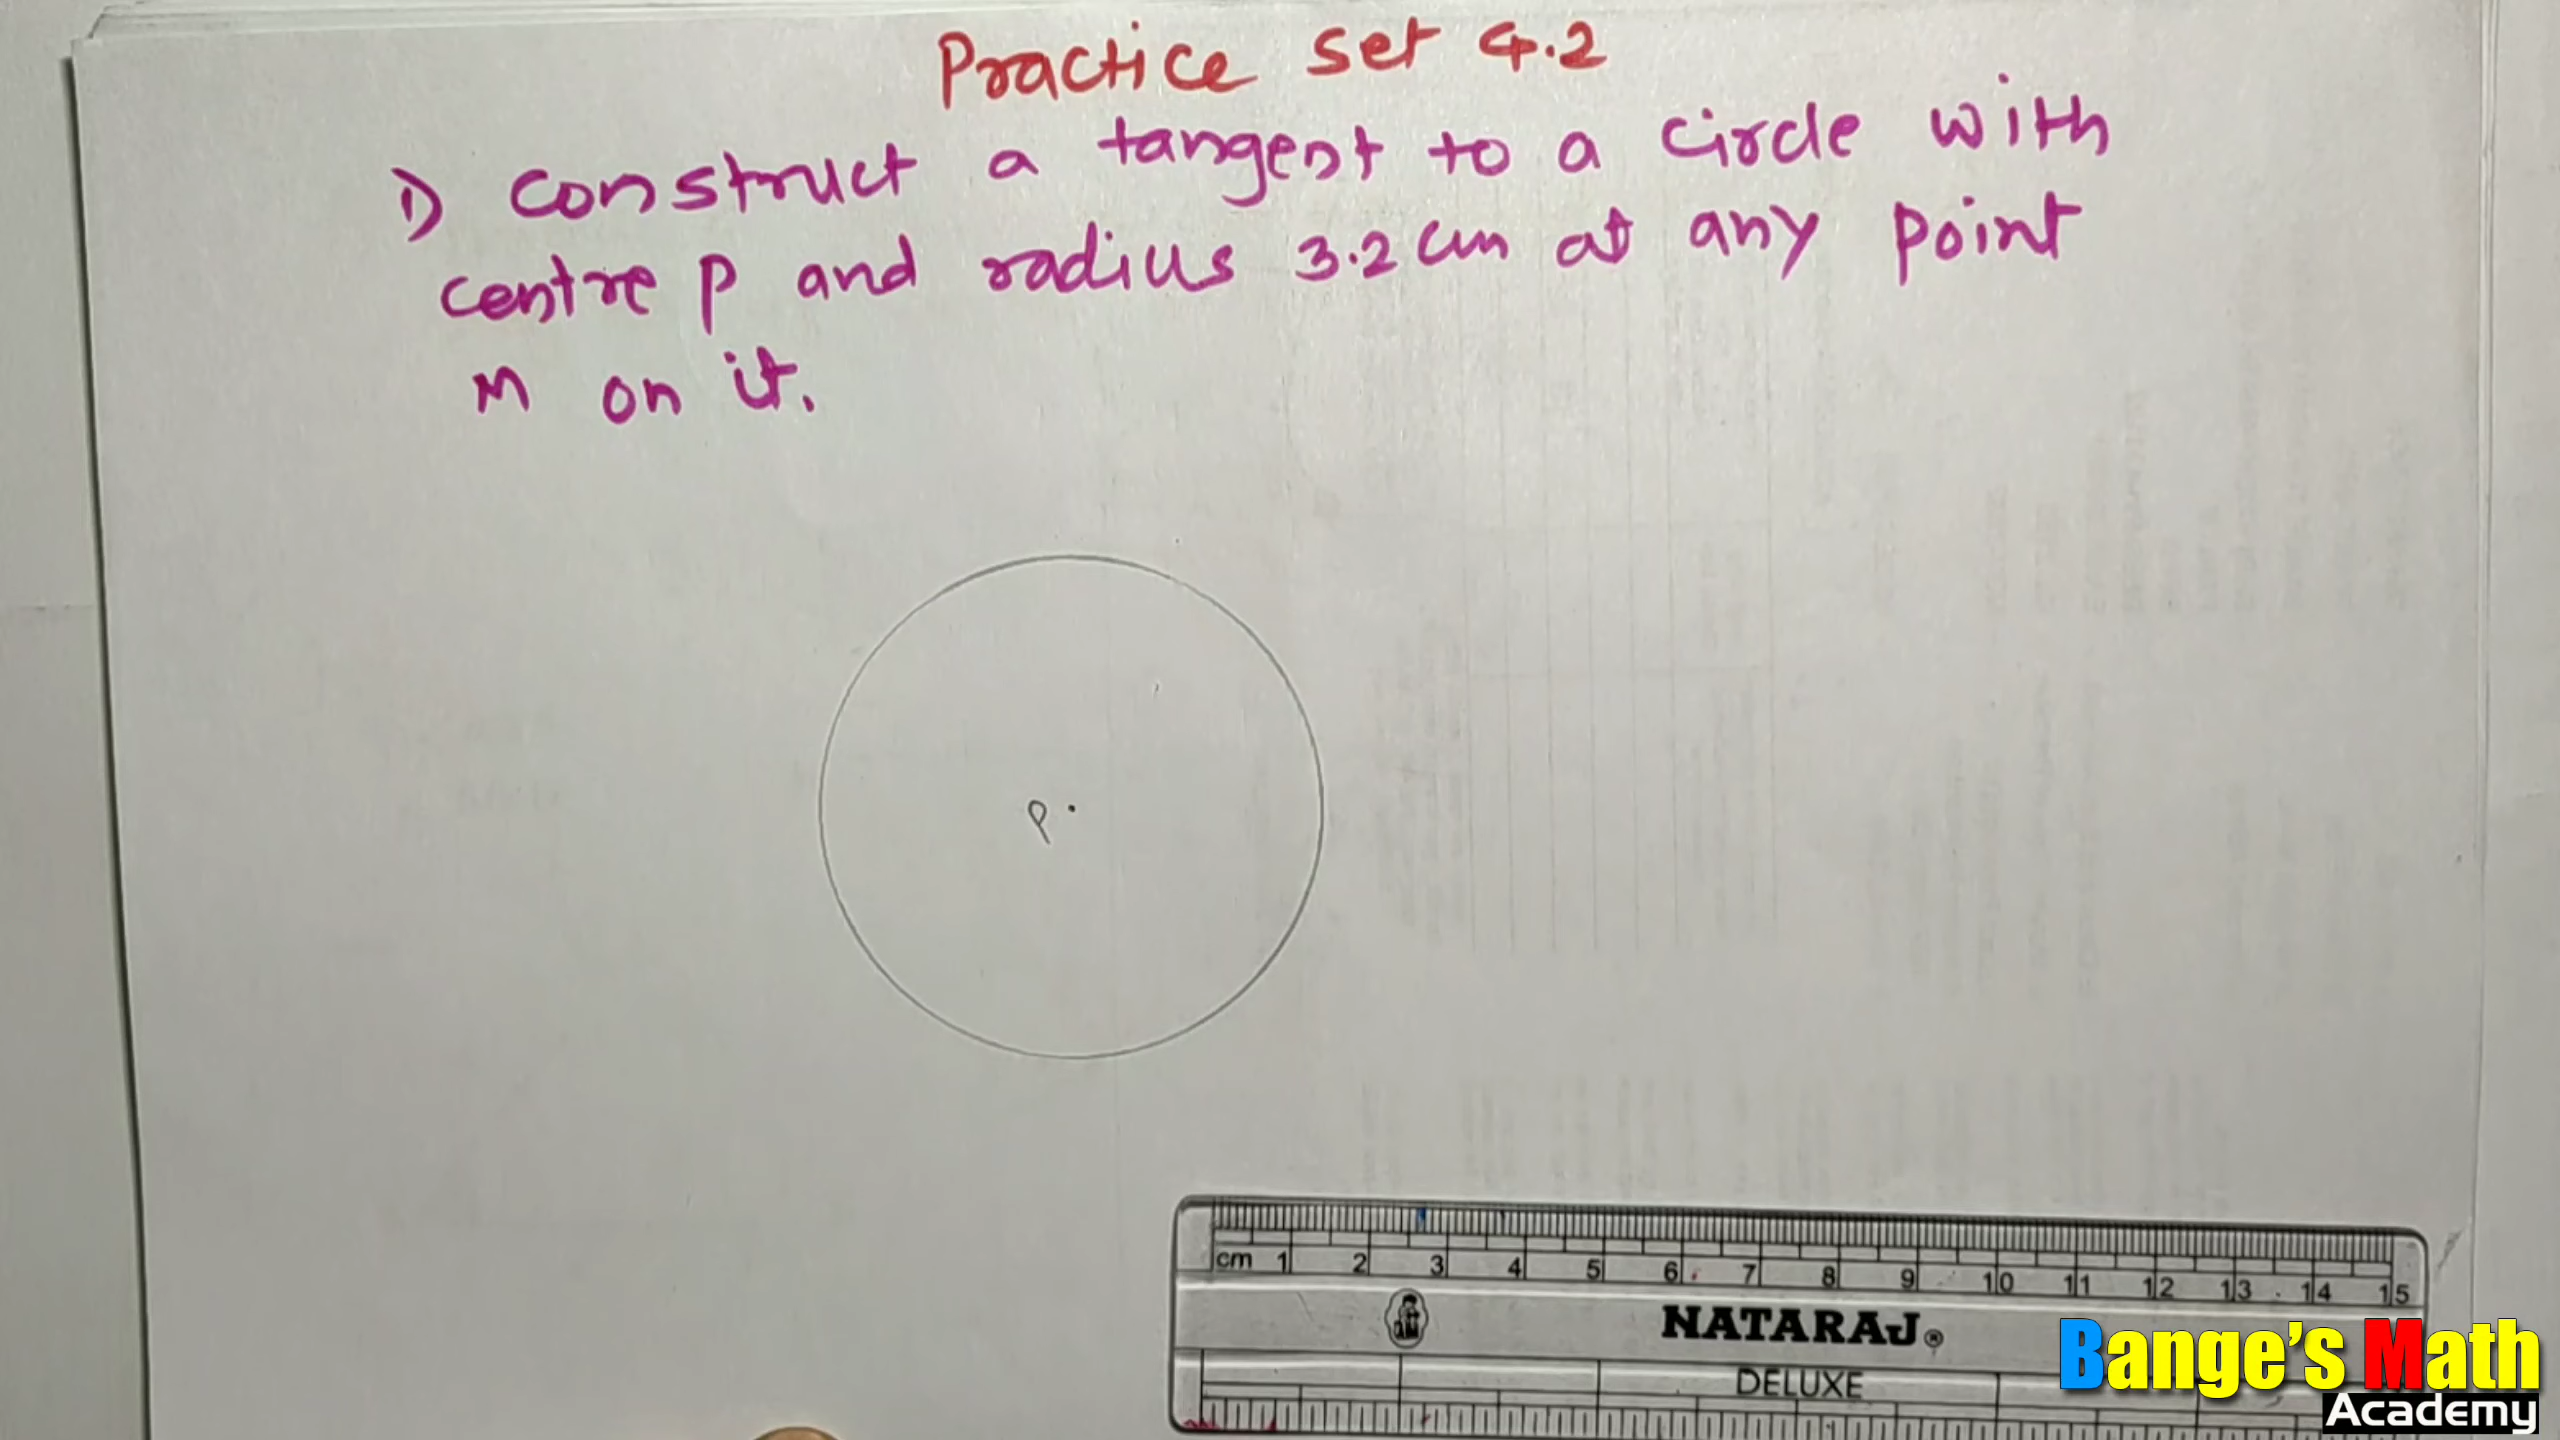 Practice set 4.2
1) construct a tangent to a circle with
centre p and radius 3.2 cm at any point
M on it.
P
cm 1 2 3 4 5 6 7 8 9 10 11 12 13 14 15
NATARAJ ®
DELUXE
Bange's Math
Academy